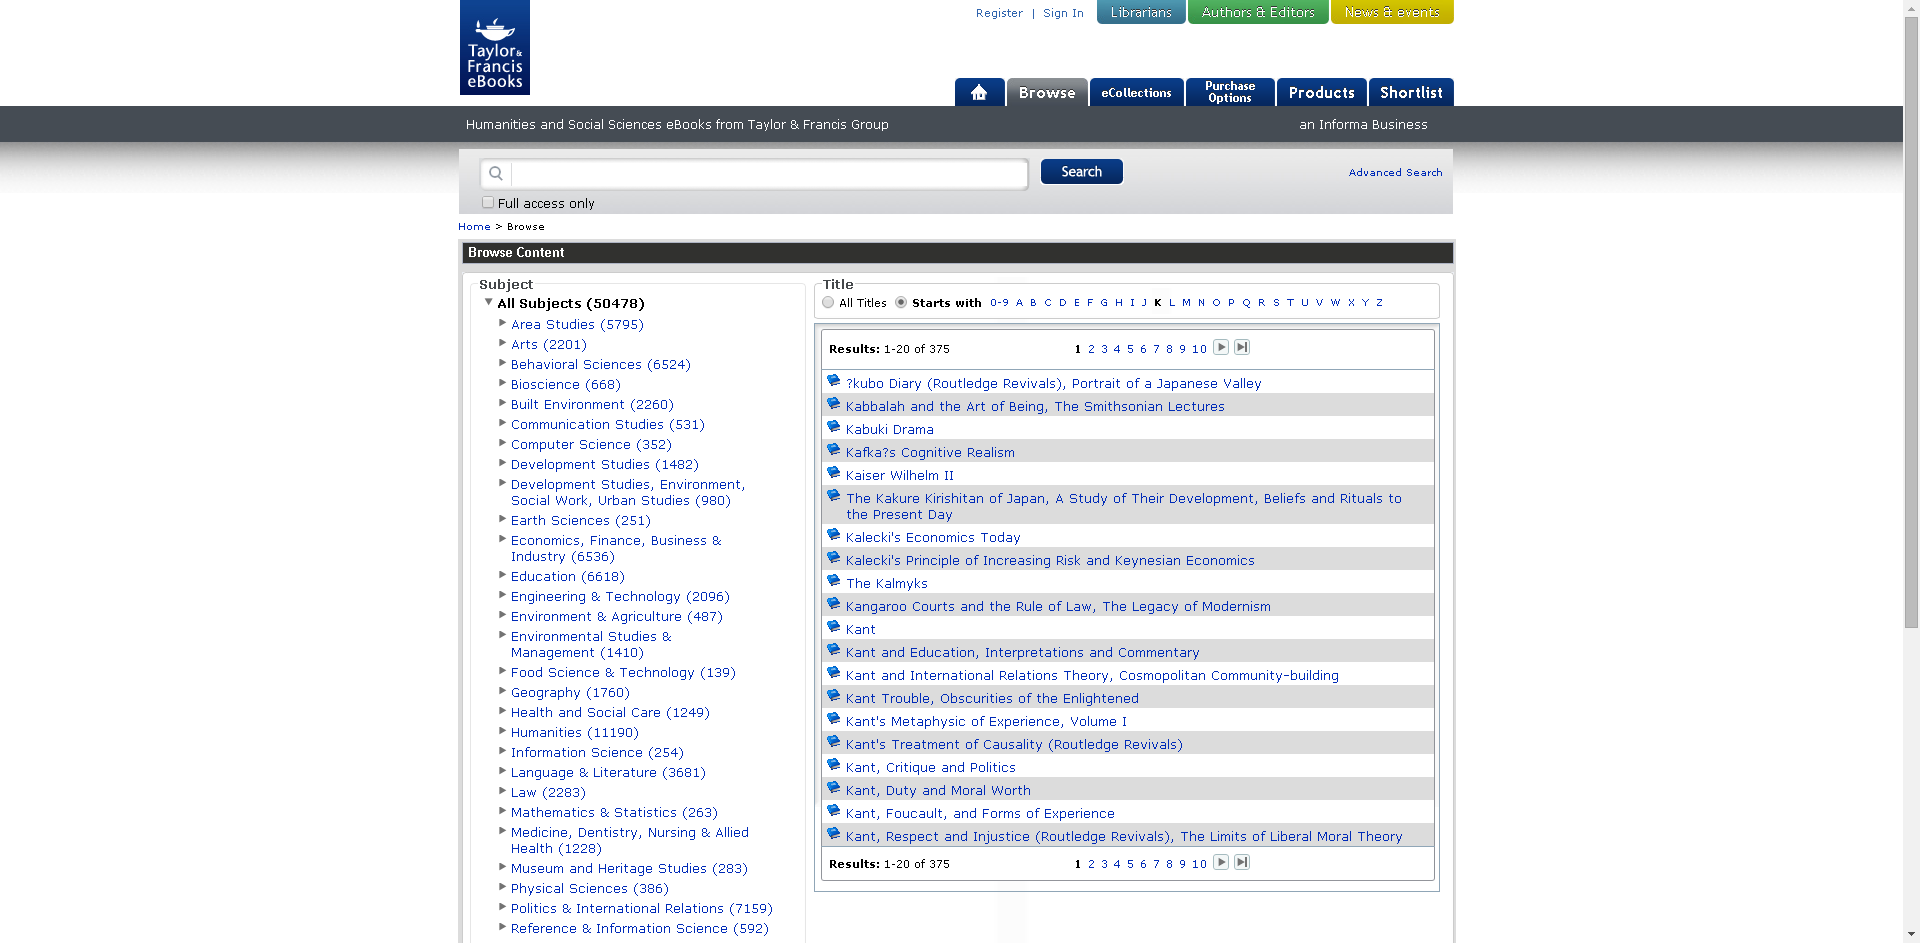 Register | Sign In Librarians Authors & Editors News & events
Taylor &
Francis
eBooks
Browse eCollections Purchase Options Products Shortlist
Humanities and Social Sciences eBooks from Taylor & Francis Group an Informa Business
Search Advanced Search
Full access only
Home > Browse
Browse Content
Subject
All Subjects (50478)
Area Studies (5795)
Arts (2201)
Behavioral Sciences (6524)
Bioscience (668)
Built Environment (2260)
Communication Studies (531)
Computer Science (352)
Development Studies (1482)
Development Studies, Environment,
Social Work, Urban Studies (980)
Earth Sciences (251)
Economics, Finance, Business &
Industry (6536)
Education (6618)
Engineering & Technology (2096)
Environment & Agriculture (487)
Environmental Studies &
Management (1410)
Food Science & Technology (139)
Geography (1760)
Health and Social Care (1249)
Humanities (11190)
Information Science (254)
Language & Literature (3681)
Law (2283)
Mathematics & Statistics (263)
Medicine, Dentistry, Nursing & Allied
Health (1228)
Museum and Heritage Studies (283)
Physical Sciences (386)
Politics & International Relations (7159)
Reference & Information Science (592)
Title
All Titles Starts with 0-9 A B C D E F G H I J K L M N O P Q R S T U V W X Y Z
Results: 1-20 of 375 1 2 3 4 5 6 7 8 9 10
?kubo Diary (Routledge Revivals), Portrait of a Japanese Valley
Kabbalah and the Art of Being, The Smithsonian Lectures
Kabuki Drama
Kafka?s Cognitive Realism
Kaiser Wilhelm II
The Kakure Kirishitan of Japan, A Study of Their Development, Beliefs and Rituals to
the Present Day
Kalecki's Economics Today
Kalecki's Principle of Increasing Risk and Keynesian Economics
The Kalmyks
Kangaroo Courts and the Rule of Law, The Legacy of Modernism
Kant
Kant and Education, Interpretations and Commentary
Kant and International Relations Theory, Cosmopolitan Community-building
Kant Trouble, Obscurities of the Enlightened
Kant's Metaphysic of Experience, Volume I
Kant's Treatment of Causality (Routledge Revivals)
Kant, Critique and Politics
Kant, Duty and Moral Worth
Kant, Foucault, and Forms of Experience
Kant, Respect and Injustice (Routledge Revivals), The Limits of Liberal Moral Theory
Results: 1-20 of 375 1 2 3 4 5 6 7 8 9 10